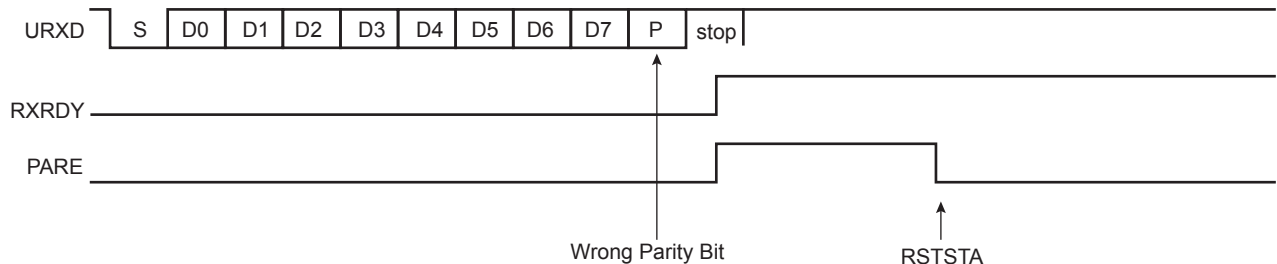 URXD S D0 D1 D2 D3 D4 D5 D6 D7 P stop
RXRDY
PARE
Wrong Parity Bit RSTSTA